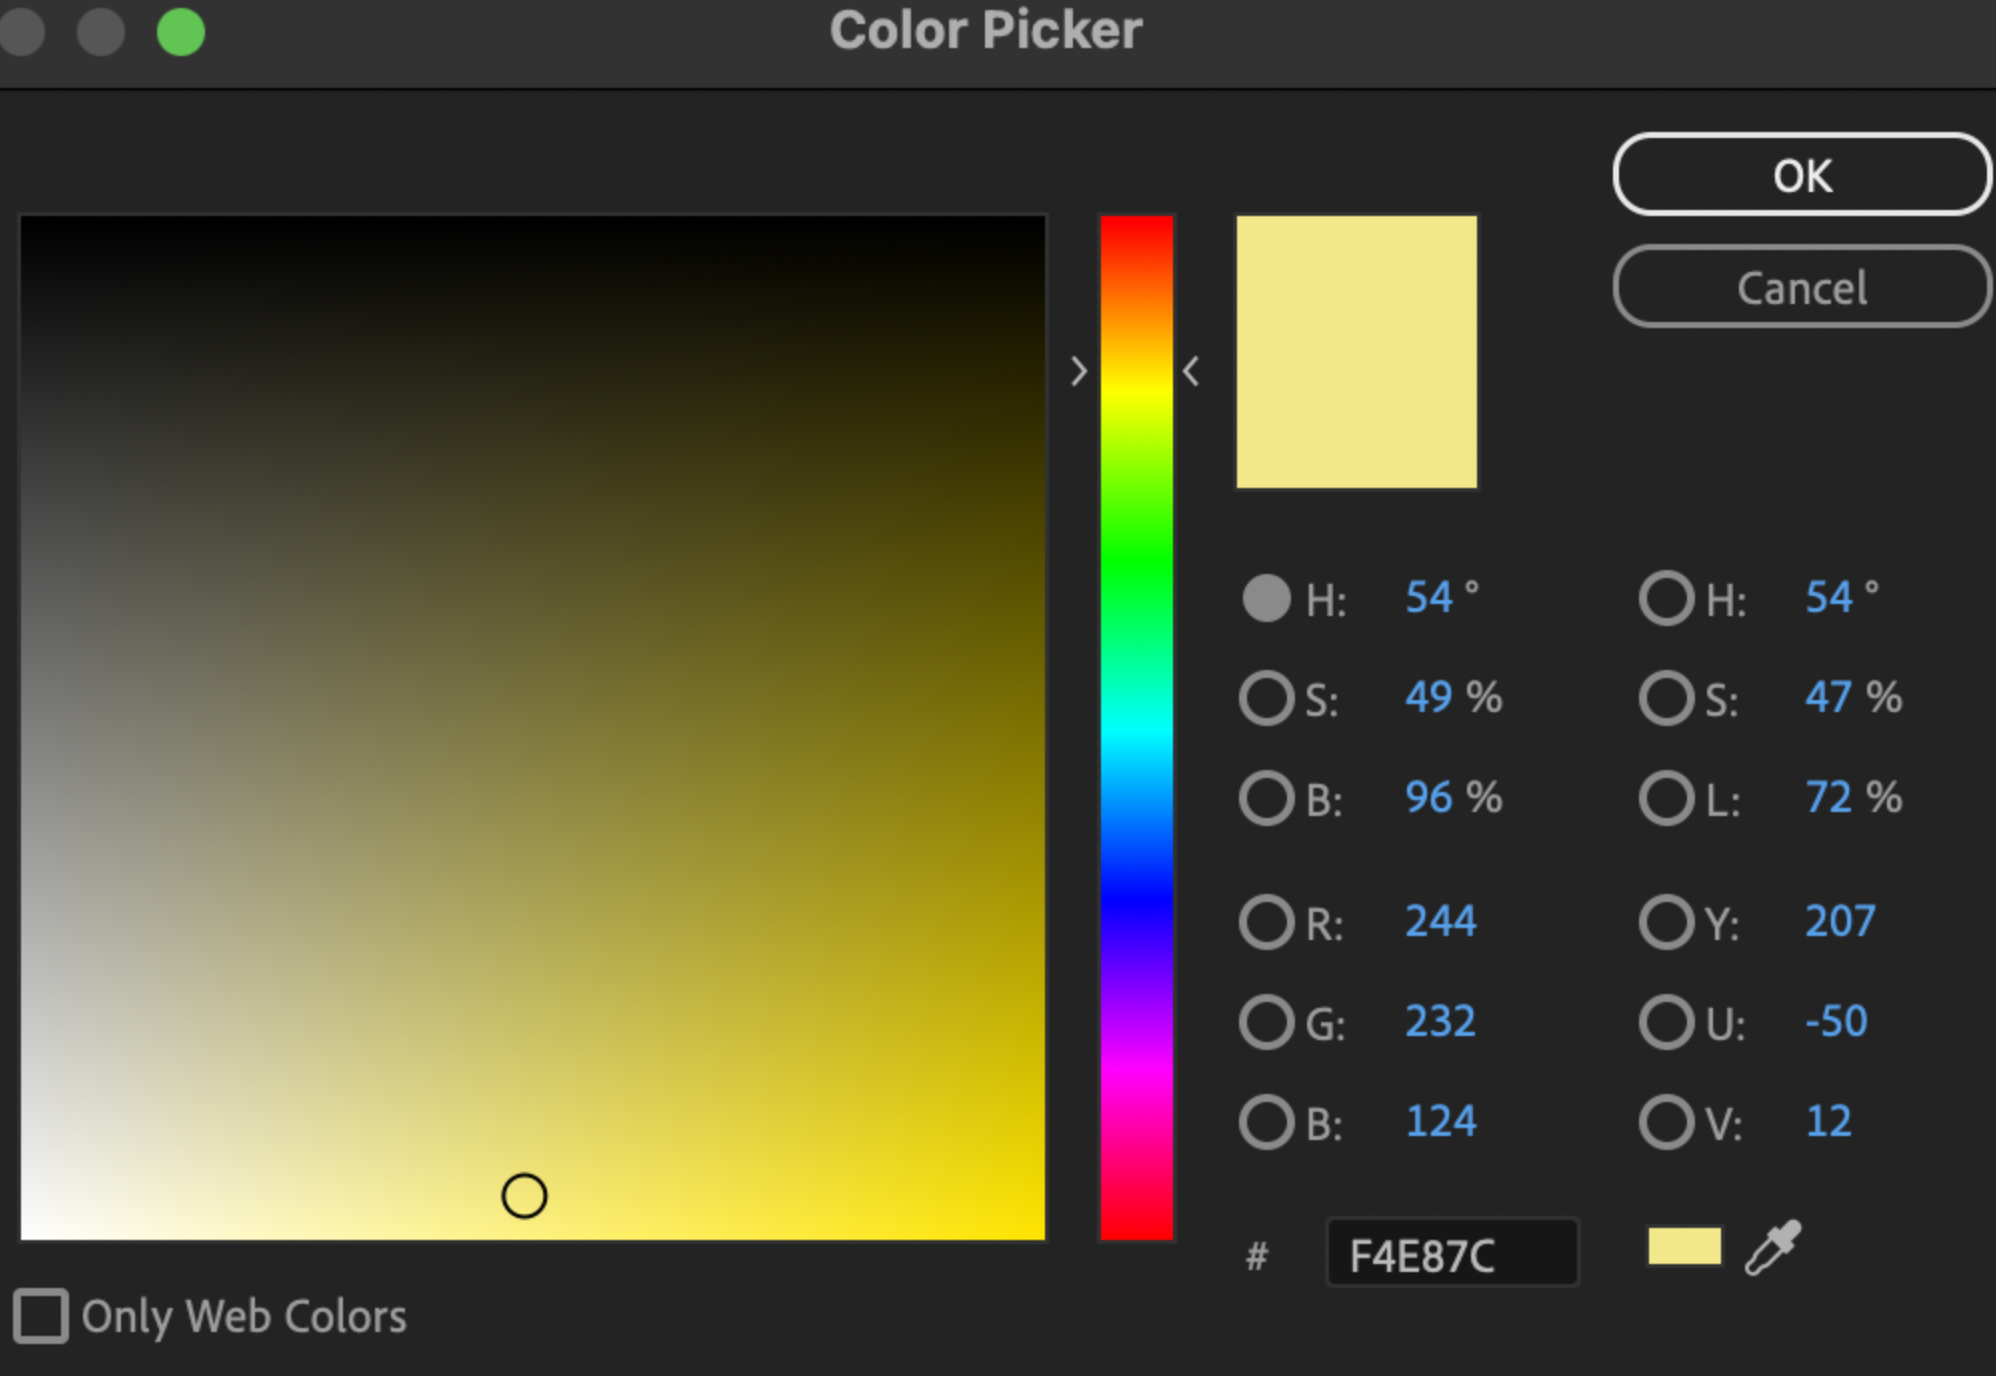 Color Picker
OK
Cancel
H: 54 ° H: 54 °
S: 49 % S: 47 %
B: 96 % L: 72 %
R: 244 Y: 207
G: 232 U: -50
B: 124 V: 12
# F4E87C
Only Web Colors